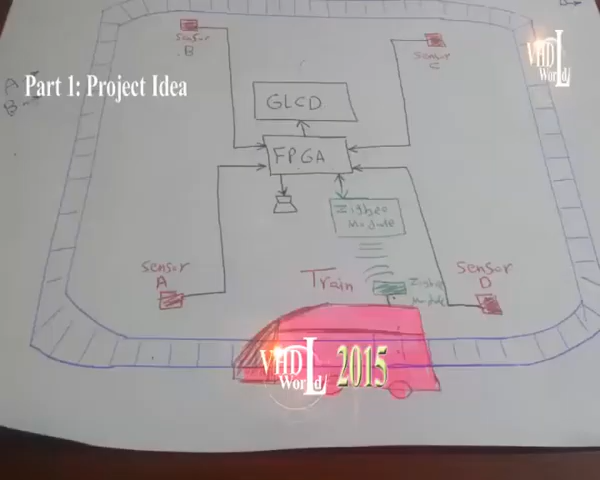 Sensor
B
Sensor
C
VHDL
World
Part 1: Project Idea
GLCD
FPGA
Zigbee
Module
Sensor
A
Train
Zigbee
Module
Sensor
D
VHDL
World
2015